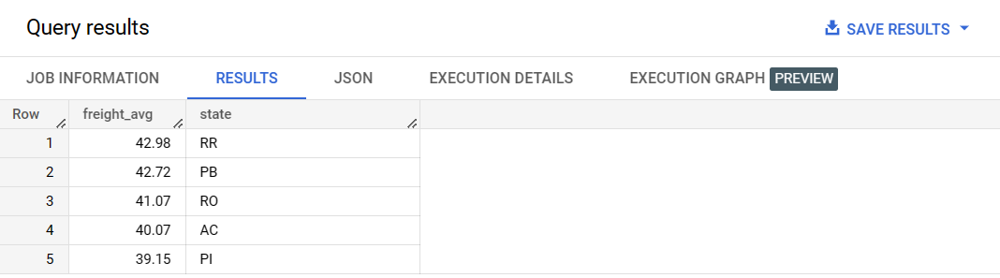 Query results
SAVE RESULTS
JOB INFORMATION RESULTS JSON EXECUTION DETAILS EXECUTION GRAPH PREVIEW
Row freight_avg state
1 42.98 RR
2 42.72 PB
3 41.07 RO
4 40.07 AC
5 39.15 PI